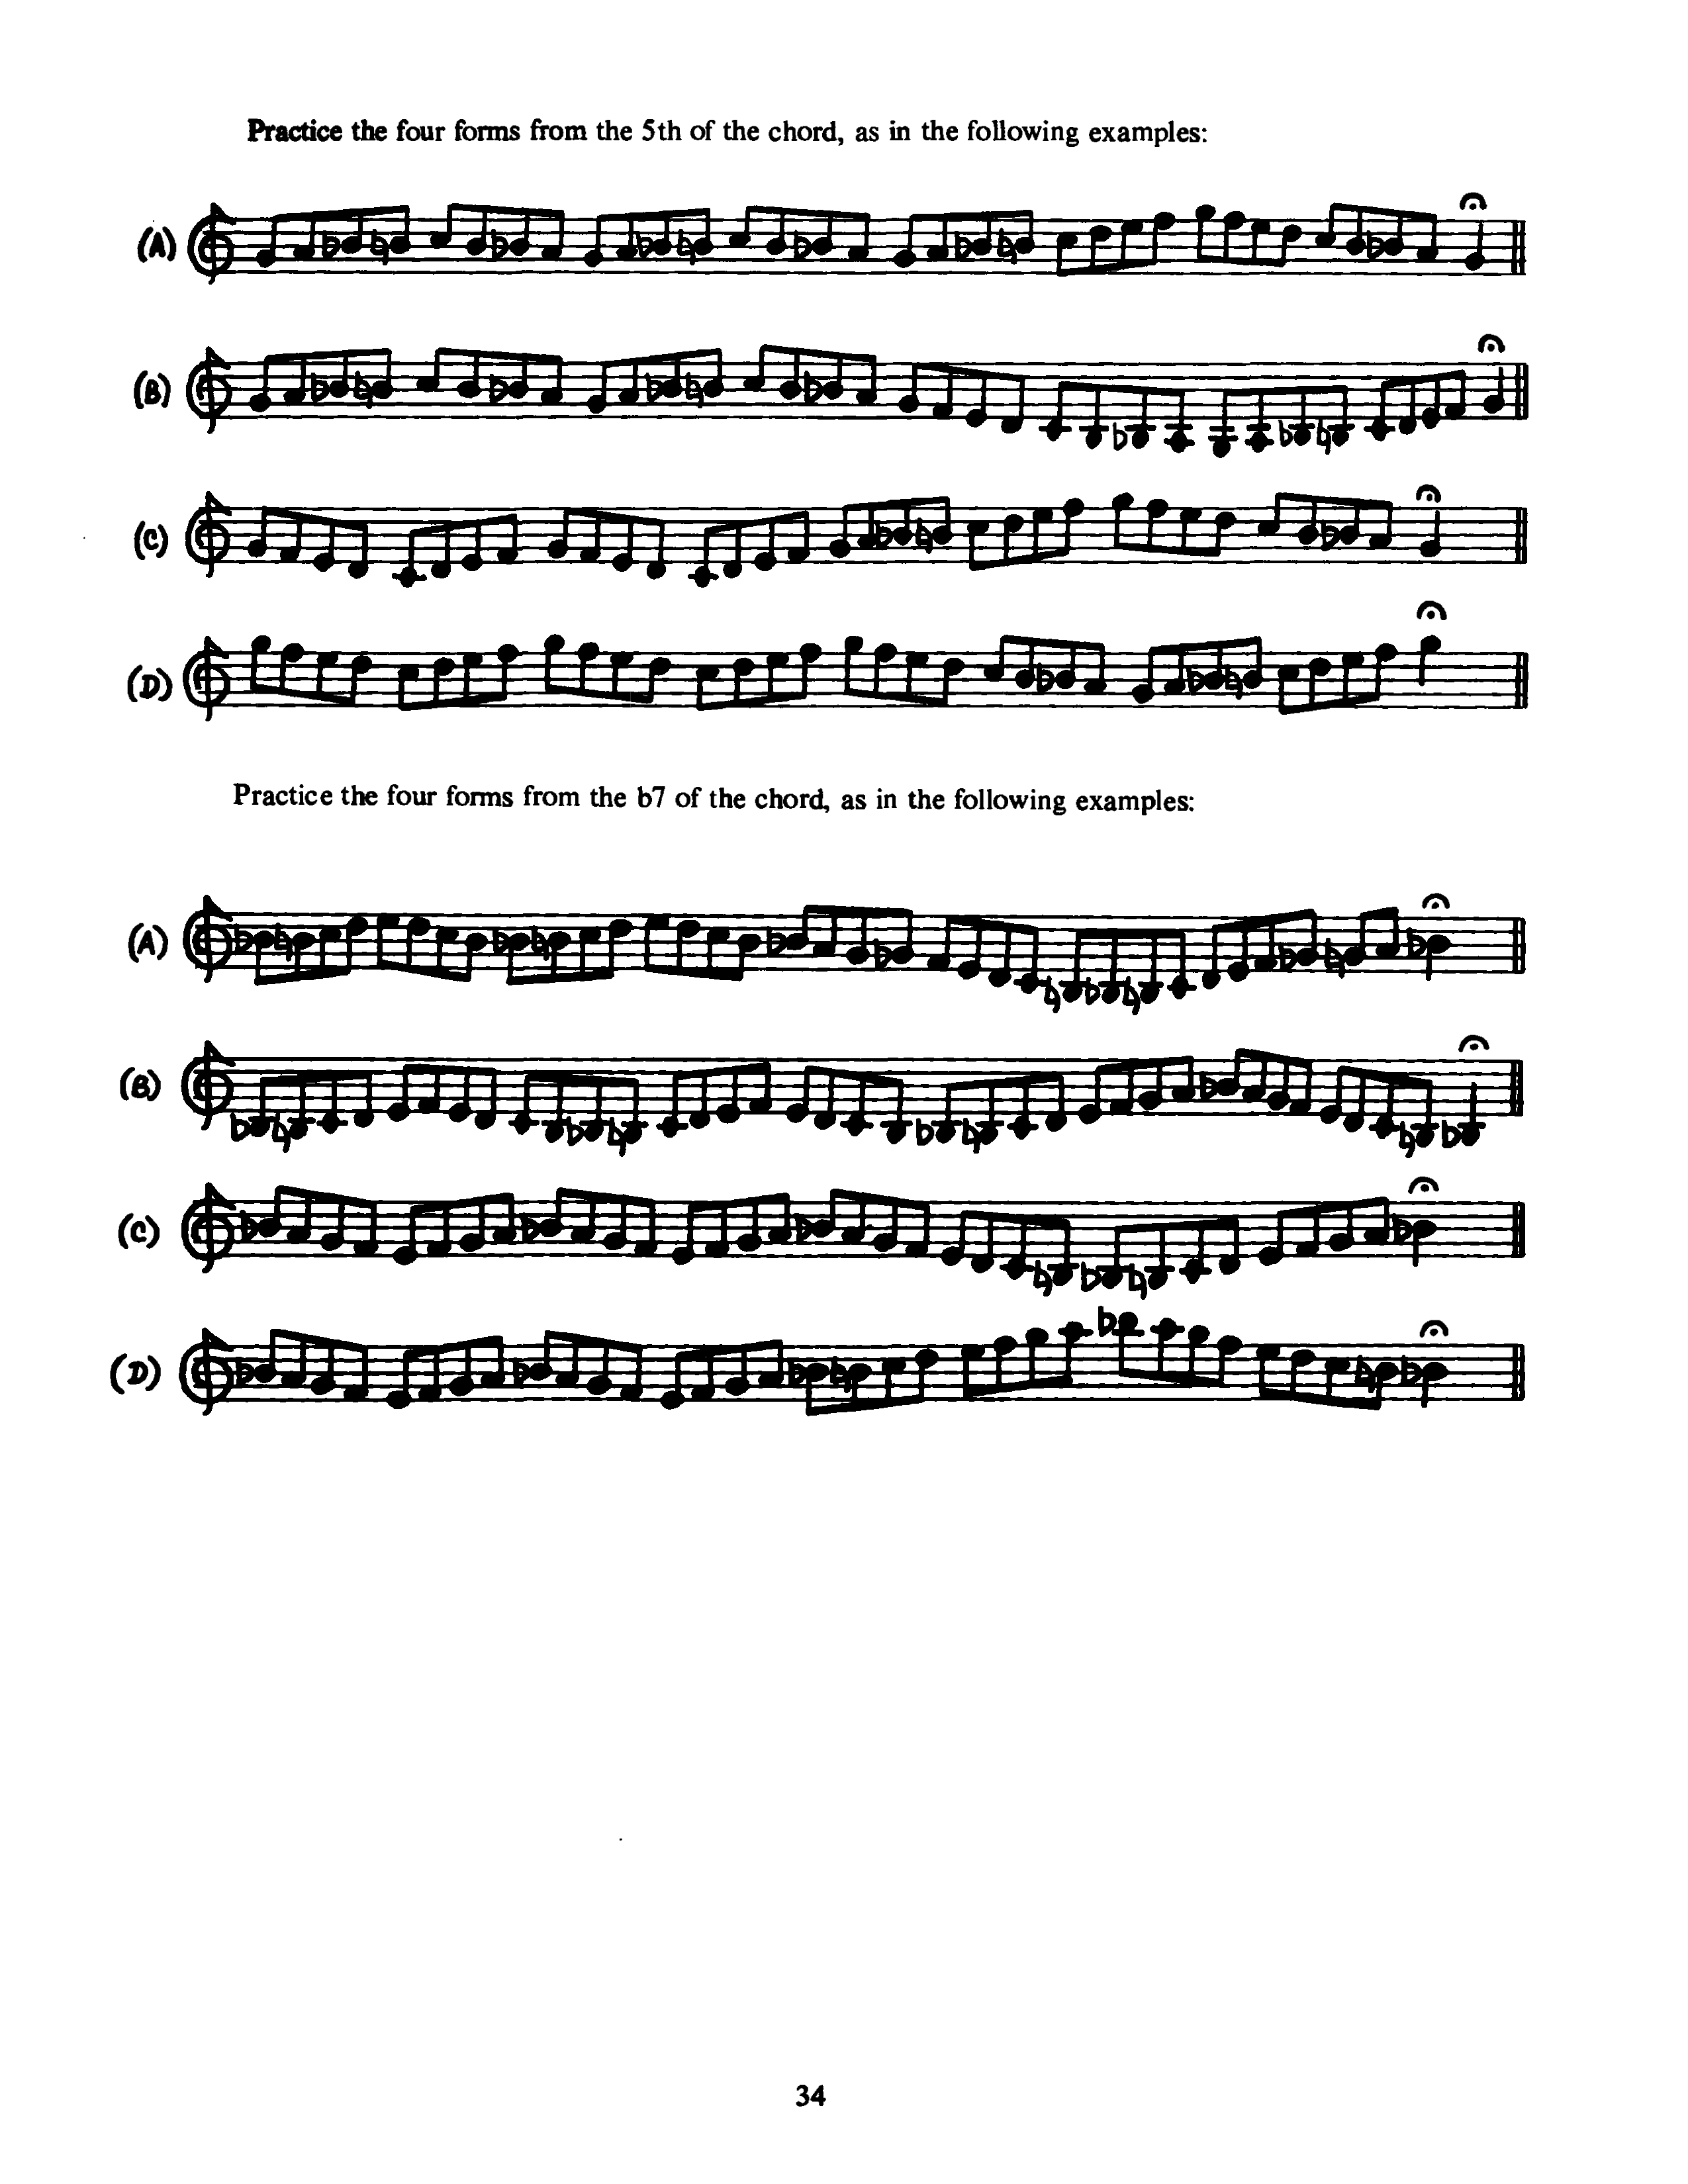 Practice the four forms from the 5th of the chord, as in the following examples:
(A)
(B)
(C)
(D)
Practice the four forms from the b7 of the chord, as in the following examples:
(A)
(B)
(C)
(D)
34